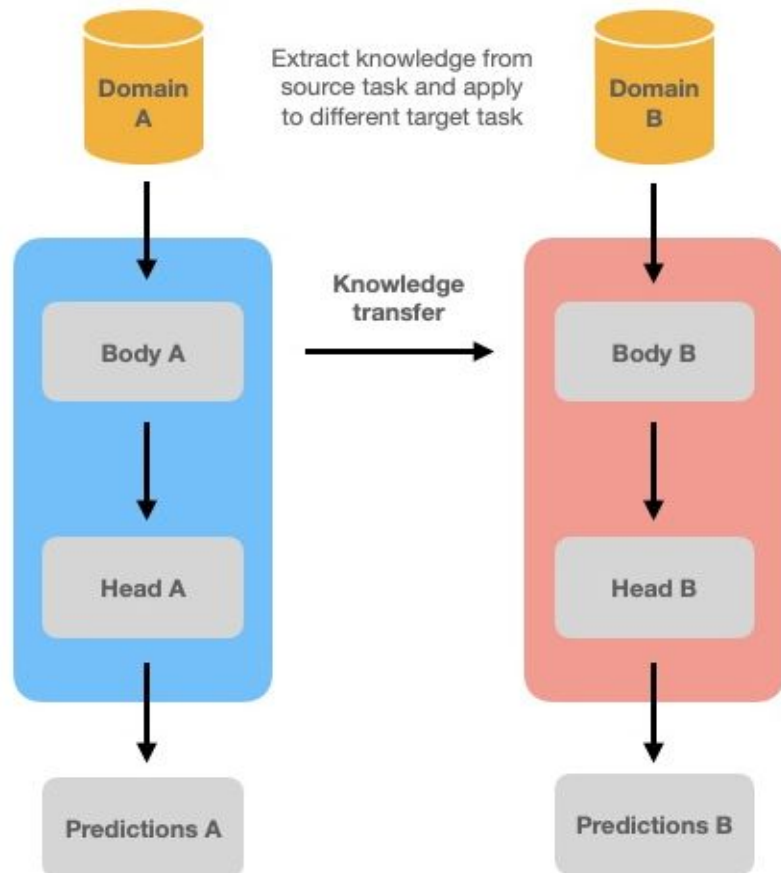 Domain
A
Extract knowledge from
source task and apply
to different target task
Domain
B
Knowledge
transfer
Body A
Body B
Head A
Head B
Predictions A
Predictions B